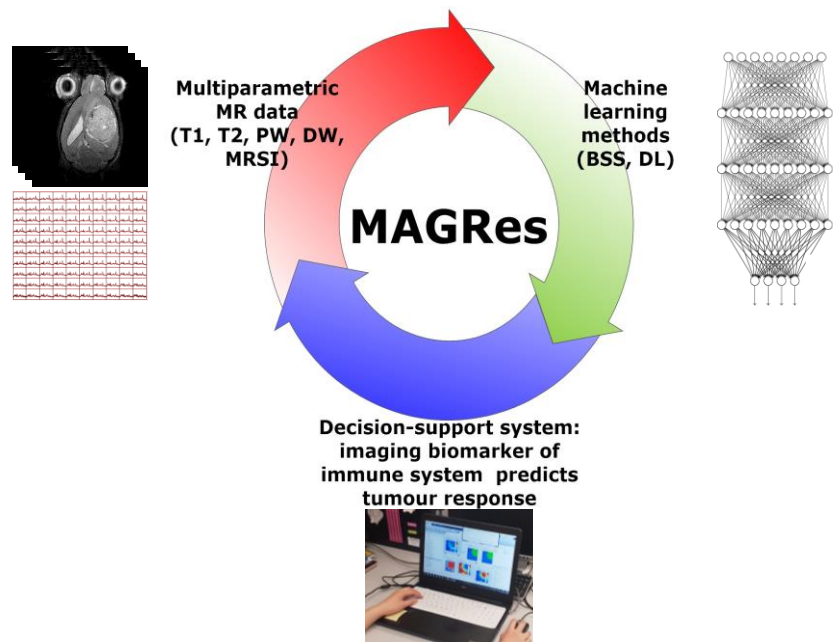 Multiparametric
MR data
(T1, T2, PW, DW,
MRSI)
Machine
learning
methods
(BSS, DL)
MAGRes
Decision-support system:
imaging biomarker of
immune system predicts
tumour response